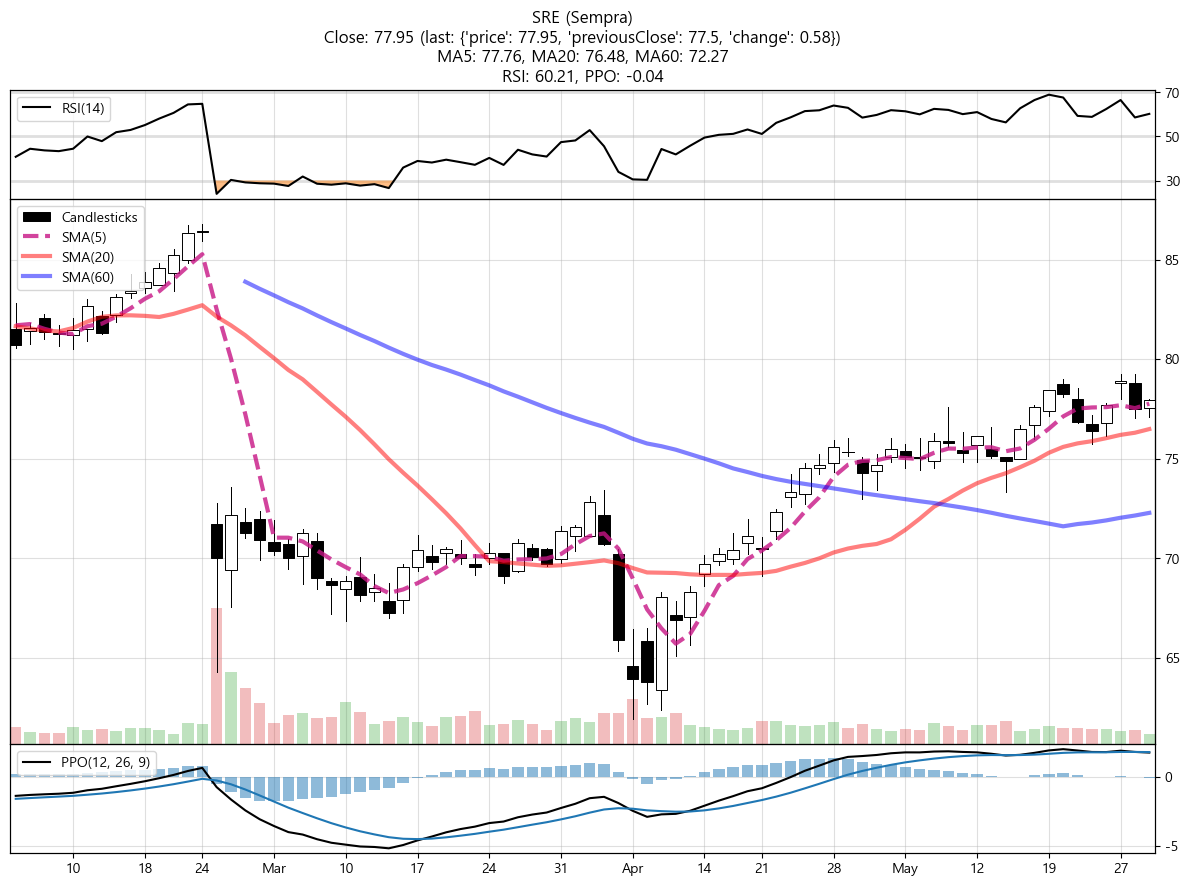 SRE (Sempra)
Close: 77.95 (last: {'price': 77.95, 'previousClose': 77.5, 'change': 0.58})
MA5: 77.76, MA20: 76.48, MA60: 72.27
RSI: 60.21, PPO: -0.04
RSI(14)
70
50
30
Candlesticks
SMA(5)
SMA(20)
SMA(60)
85
80
75
70
65
PPO(12, 26, 9)
0
-5
10 18 24 Mar 10 17 24 31 Apr 14 21 28 May 12 19 27